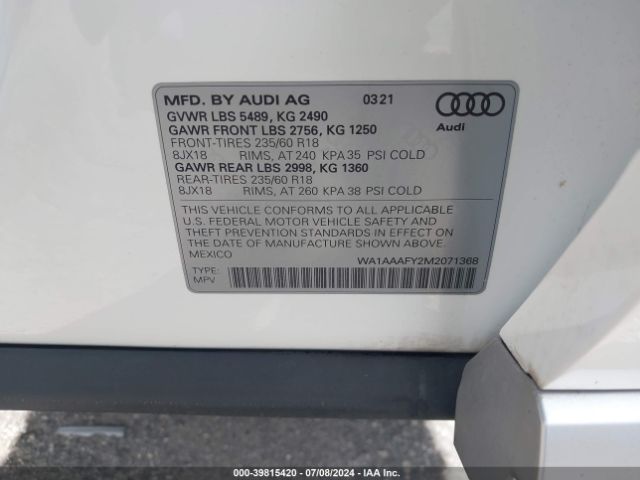 MFD. BY AUDI AG 0321
GVWR LBS 5489, KG 2490
GAWR FRONT LBS 2756, KG 1250
FRONT-TIRES 235/60 R18
8JX18 RIMS, AT 240 KPA 35 PSI COLD
GAWR REAR LBS 2998, KG 1360
REAR-TIRES 235/60 R18
8JX18 RIMS, AT 260 KPA 38 PSI COLD
Audi
THIS VEHICLE CONFORMS TO ALL APPLICABLE
U.S. FEDERAL MOTOR VEHICLE SAFETY AND
THEFT PREVENTION STANDARDS IN EFFECT ON
THE DATE OF MANUFACTURE SHOWN ABOVE.
MEXICO WA1AAAFY2M2071368
TYPE:
MPV
000-39815420 - 07/08/2024 - IAA Inc.